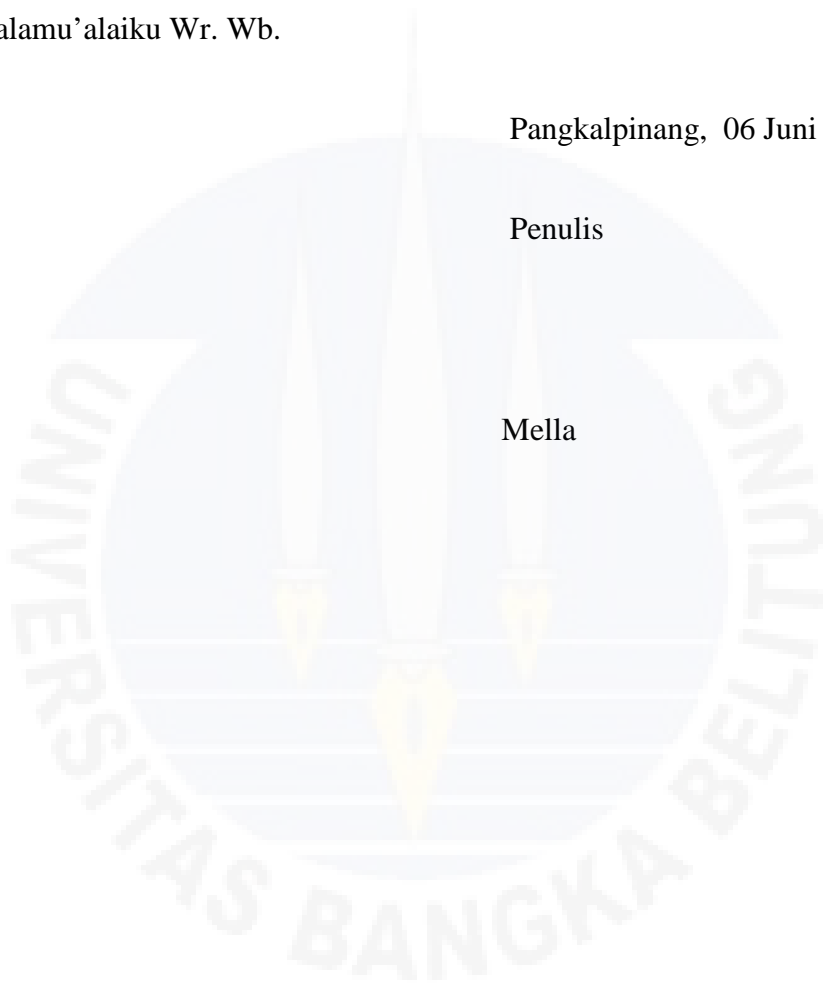 alamu’alaiku Wr. Wb.
Pangkalpinang, 06 Juni
Penulis
Mella
UNIVERSITAS BANGKA BELITUNG